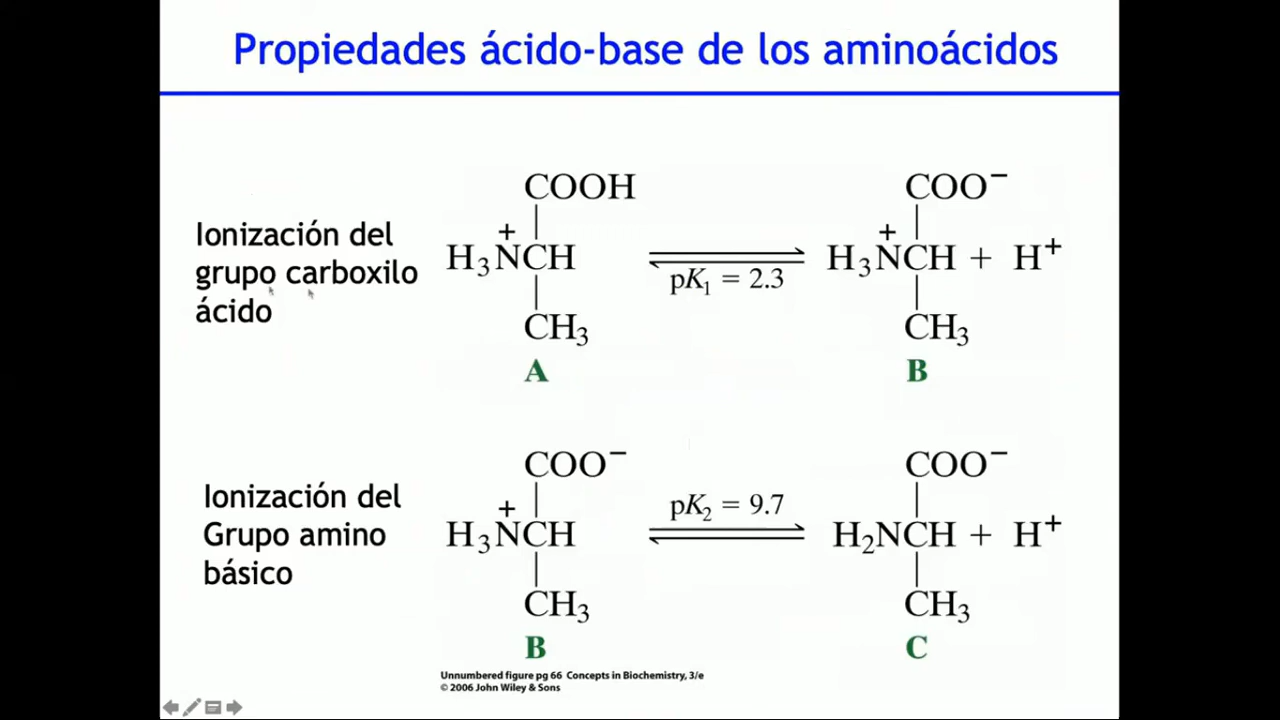 Propiedades ácido-base de los aminoácidos
Ionización del
grupo carboxilo
ácido
COOH
+
H₃NCH
CH₃
A
pK₁ = 2.3
COO⁻
+
H₃NCH + H⁺
CH₃
B
Ionización del
Grupo amino
básico
COO⁻
+
H₃NCH
CH₃
B
pK₂ = 9.7
COO⁻
H₂NCH + H⁺
CH₃
C
Unnumbered figure pg 66 Concepts in Biochemistry, 3/e
© 2006 John Wiley & Sons